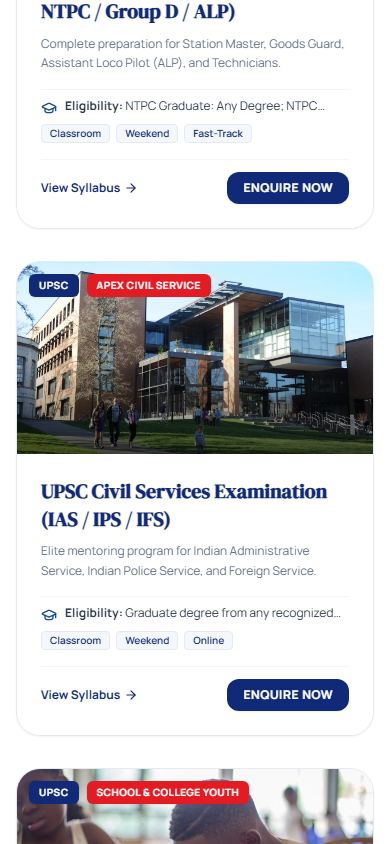 NTPC / Group D / ALP)
Complete preparation for Station Master, Goods Guard,
Assistant Loco Pilot (ALP), and Technicians.
Eligibility: NTPC Graduate: Any Degree; NTPC...
Classroom Weekend Fast-Track
View Syllabus → ENQUIRE NOW
UPSC APEX CIVIL SERVICE
UPSC Civil Services Examination
(IAS / IPS / IFS)
Elite mentoring program for Indian Administrative
Service, Indian Police Service, and Foreign Service.
Eligibility: Graduate degree from any recognized...
Classroom Weekend Online
View Syllabus → ENQUIRE NOW
UPSC SCHOOL & COLLEGE YOUTH